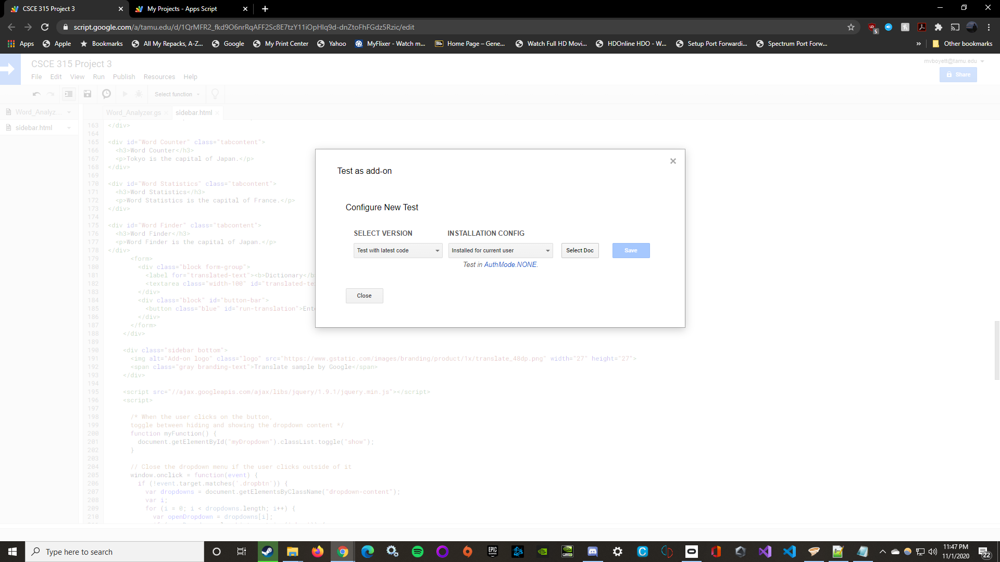 CSCE 315 Project 3
My Projects - Apps Script
script.google.com/a/tamu.edu/d/1QrMFR2_fkd9O6nrRqAFF2Sc8E7tzY11iOpHlq9d-dnZtoFhFGdz5Rzic/edit
5
Apps
Apple
Bookmarks
All My Repacks, A-Z...
Google
My Print Center
Yahoo
MyFlixer - Watch m...
Bb Home Page – Gene...
Watch Full HD Movi...
HDOnline HDO - W...
Setup Port Forwardi...
Spectrum Port Forw...
»
Other bookmarks
CSCE 315 Project 3
mvboyett@tamu.edu
File Edit View Run Publish Resources Help
Share
Select function
Word_Analyz...
sidebar.html
Word_Analyzer.gs
sidebar.html
163 </div>
164
165 <div id="Word Counter" class="tabcontent">
166 <h3>Word Counter</h3>
167 <p>Tokyo is the capital of Japan.</p>
168 </div>
169
170 <div id="Word Statistics" class="tabcontent">
171 <h3>Word Statistics</h3>
172 <p>Word Statistics is the capital of France.</p>
173 </div>
174
175 <div id="Word Finder" class="tabcontent">
176 <h3>Word Finder</h3>
177 <p>Word Finder is the capital of Japan.</p>
178 </div>
179 <form>
180 <div class="block form-group">
181 <label for="translated-text"><b>Dictionary</b
182 <textarea class="width-100" id="translated-te
183 </div>
184 <div class="block" id="button-bar">
185 <button class="blue" id="run-translation">Ent
186 </div>
187 </form>
188 </div>
189
190 <div class="sidebar bottom">
191 <img alt="Add-on logo" class="logo" src="https://www.gstatic.com/images/branding/product/1x/translate_48dp.png" width="27" height="27">
192 <span class="gray branding-text">Translate sample by Google</span>
193 </div>
194
195 <script src="//ajax.googleapis.com/ajax/libs/jquery/1.9.1/jquery.min.js"></script>
196 <script>
197
198 /* When the user clicks on the button,
199 toggle between hiding and showing the dropdown content */
200 function myFunction() {
201 document.getElementById("myDropdown").classList.toggle("show");
202 }
203
204 // Close the dropdown menu if the user clicks outside of it
205 window.onclick = function(event) {
206 if (!event.target.matches('.dropbtn')) {
207 var dropdowns = document.getElementsByClassName("dropdown-content");
208 var i;
209 for (i = 0; i < dropdowns.length; i++) {
210 var openDropdown = dropdowns[i];
Test as add-on
Configure New Test
SELECT VERSION
INSTALLATION CONFIG
Test with latest code
Installed for current user
Select Doc
Save
Test in AuthMode.NONE.
Close
Type here to search
EPIC GAMES
11:47 PM
11/1/2020
22